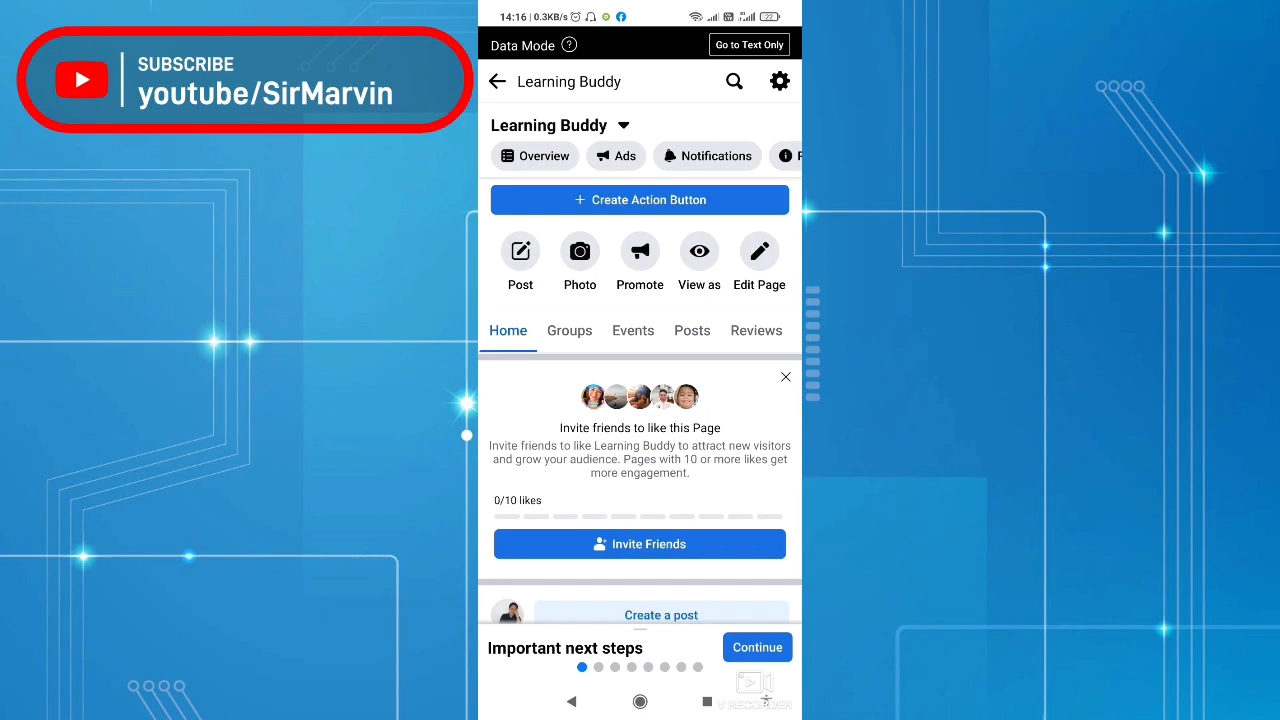 SUBSCRIBE
youtube/SirMarvin
14:16 | 0.3KB/s
22
Data Mode ?
Go to Text Only
Learning Buddy
Learning Buddy
Overview
Ads
Notifications
+ Create Action Button
Post
Photo
Promote
View as
Edit Page
Home
Groups
Events
Posts
Reviews
Invite friends to like this Page
Invite friends to like Learning Buddy to attract new visitors
and grow your audience. Pages with 10 or more likes get
more engagement.
0/10 likes
Invite Friends
Create a post
Important next steps
Continue
V RECORDER